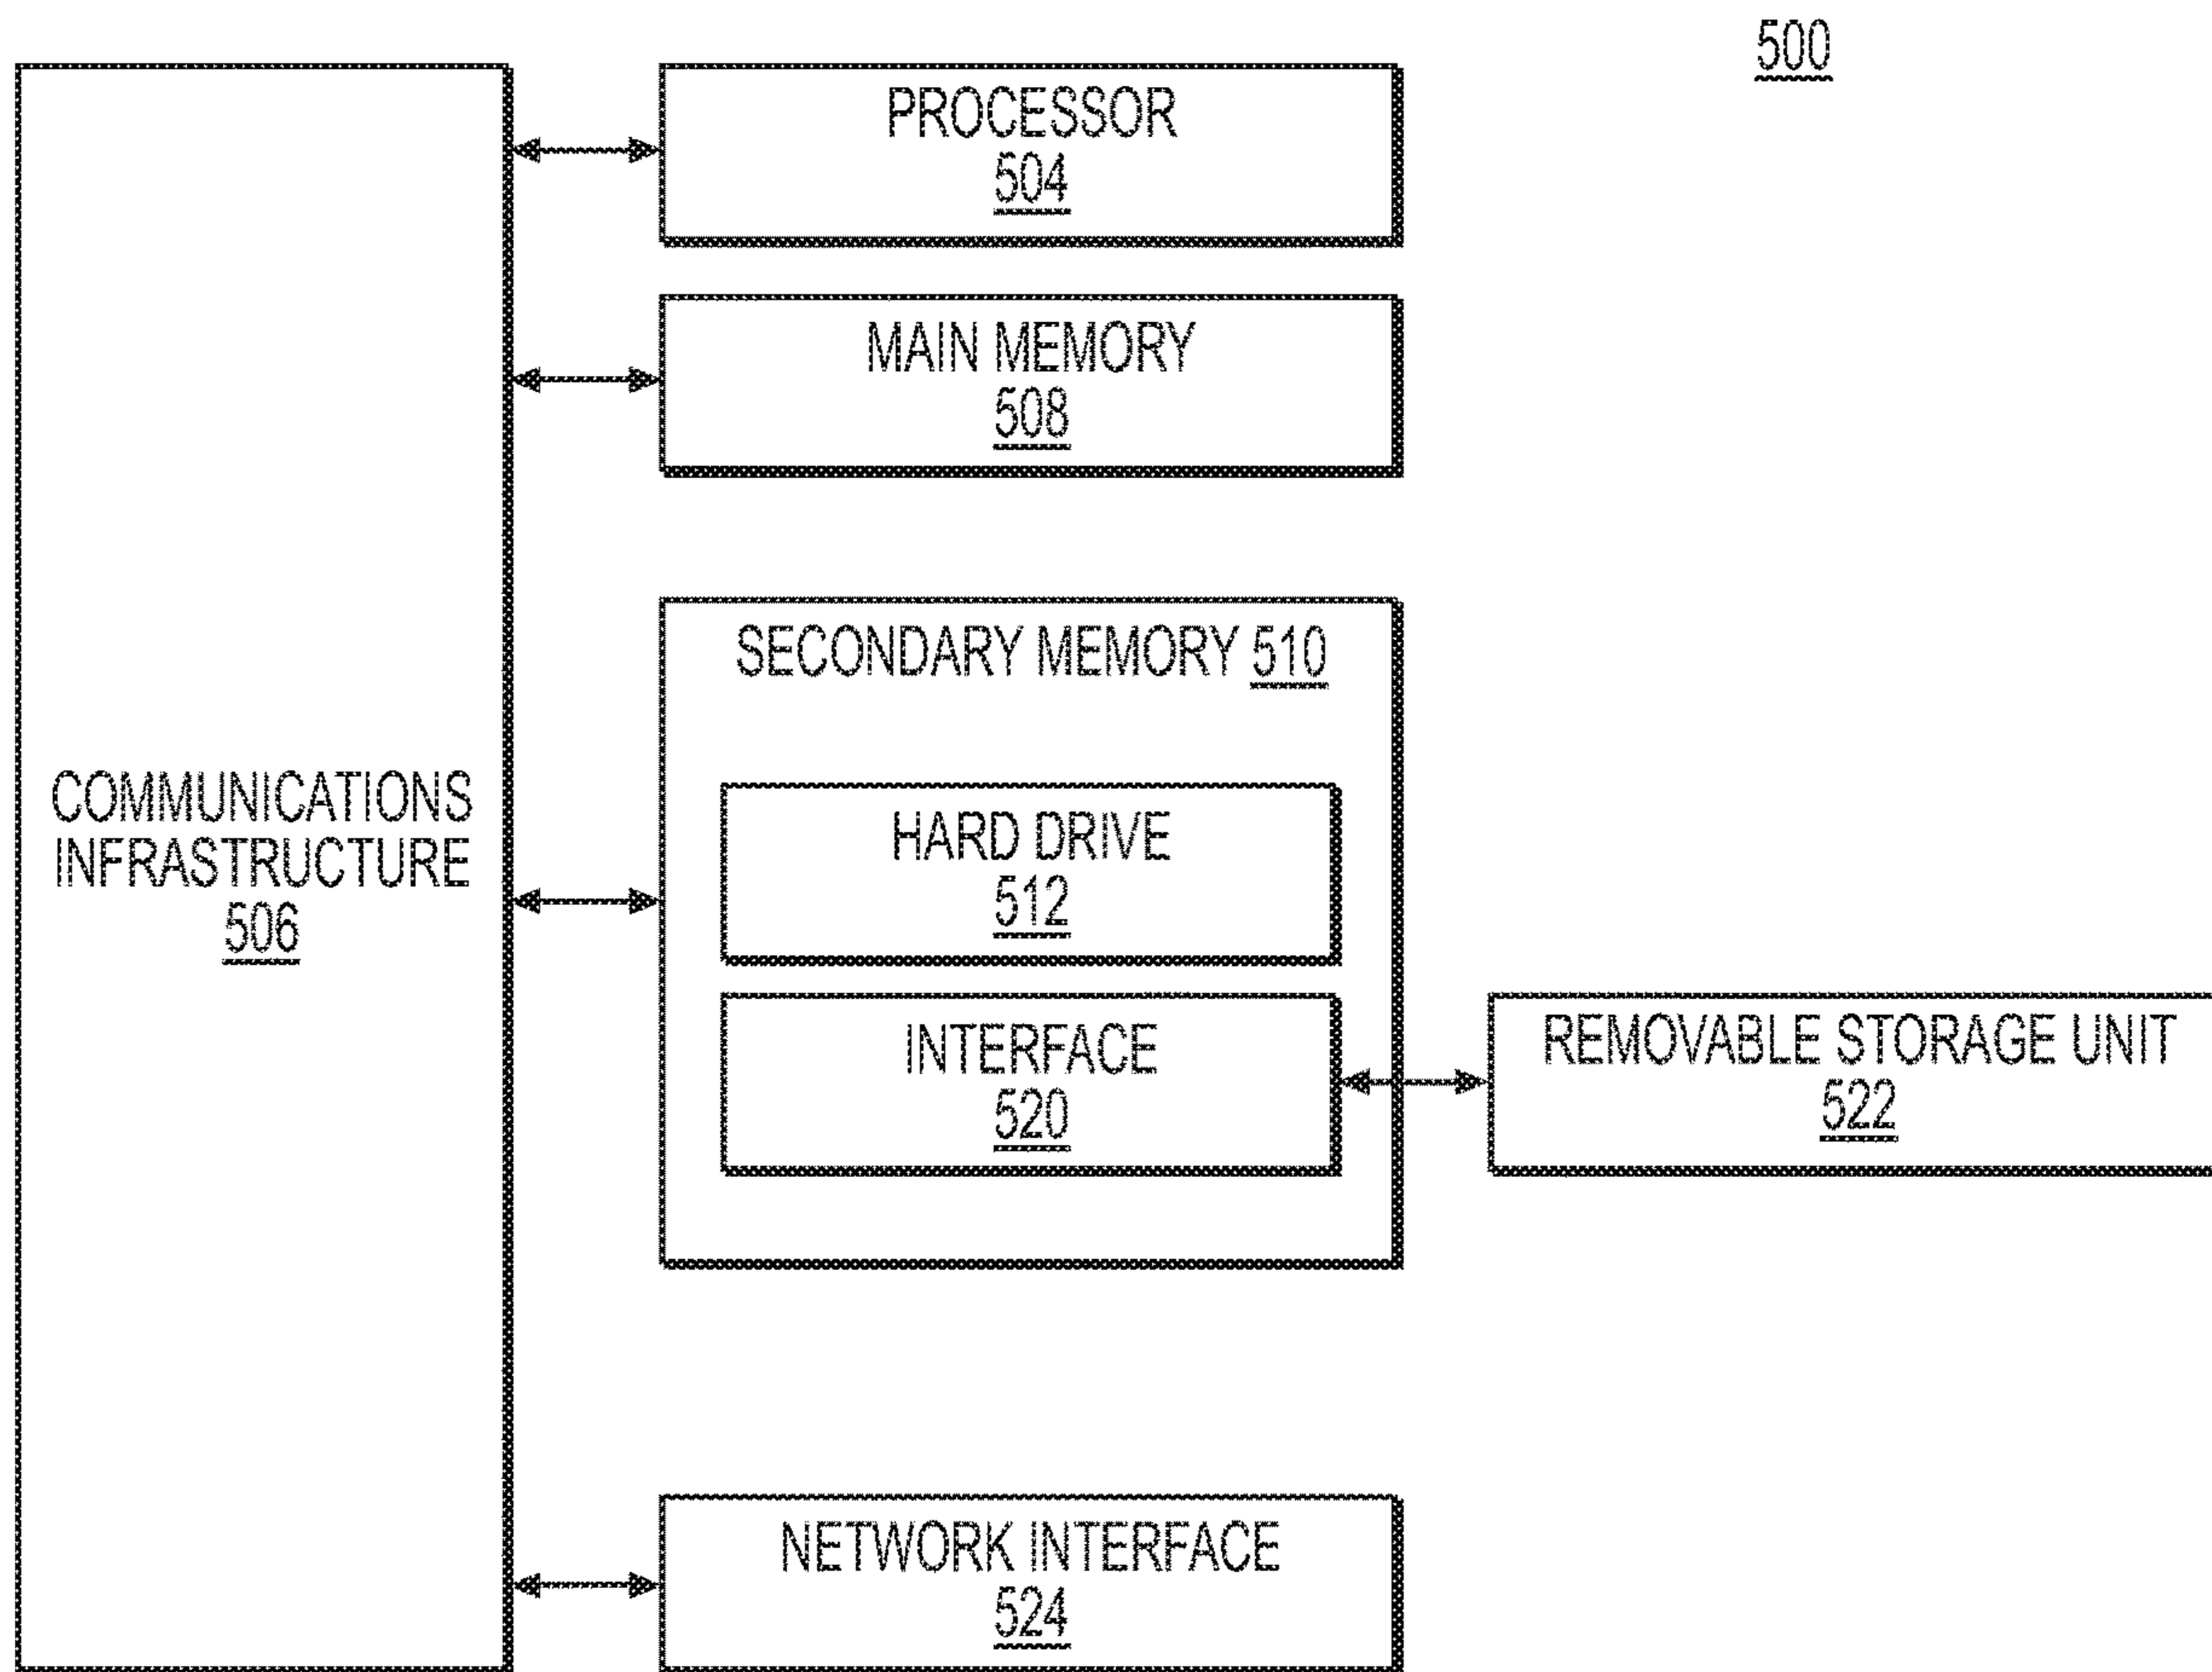 500
PROCESSOR
504
MAIN MEMORY
508
SECONDARY MEMORY 510
COMMUNICATIONS
INFRASTRUCTURE
506
HARD DRIVE
512
INTERFACE
520
REMOVABLE STORAGE UNIT
522
NETWORK INTERFACE
524